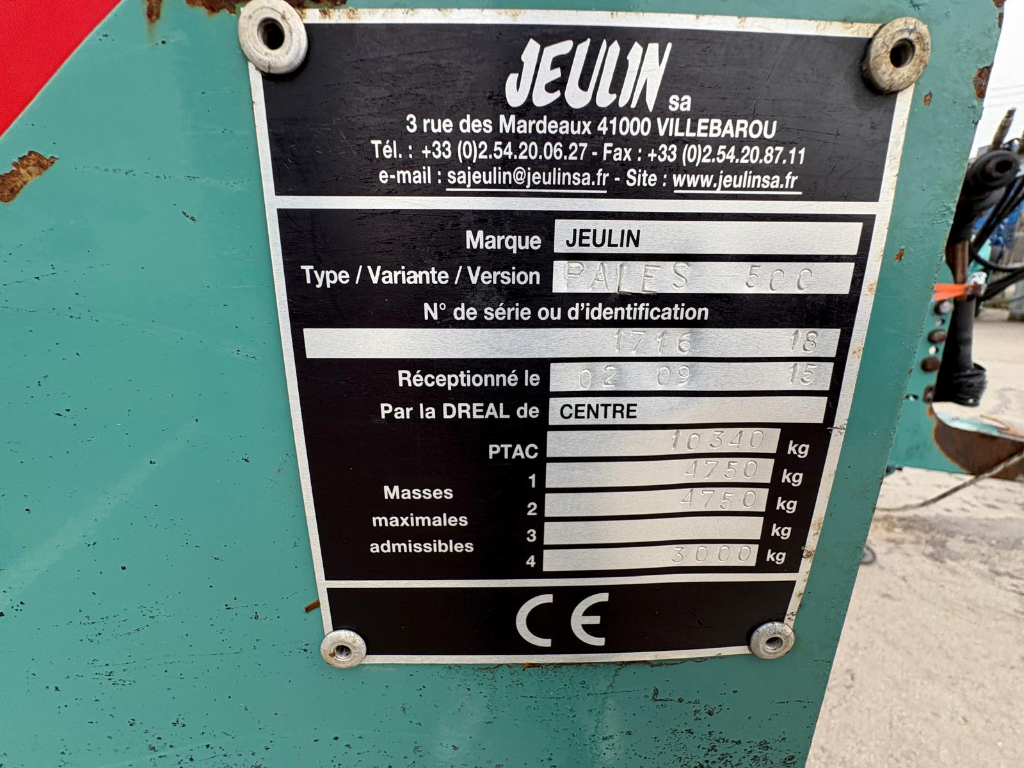 JEULIN sa
3 rue des Mardeaux 41000 VILLEBAROU
Tél. : +33 (0)2.54.20.06.27 - Fax : +33 (0)2.54.20.87.11
e-mail : sajeulin@jeulinsa.fr - Site : www.jeulinsa.fr
Marque JEULIN
Type / Variante / Version PALES 500
N° de série ou d'identification
1716 18
Réceptionné le 02 09 15
Par la DREAL de CENTRE
PTAC 10340 kg
Masses maximales admissibles
1 4750 kg
2 4750 kg
3 kg
4 3000 kg
CE